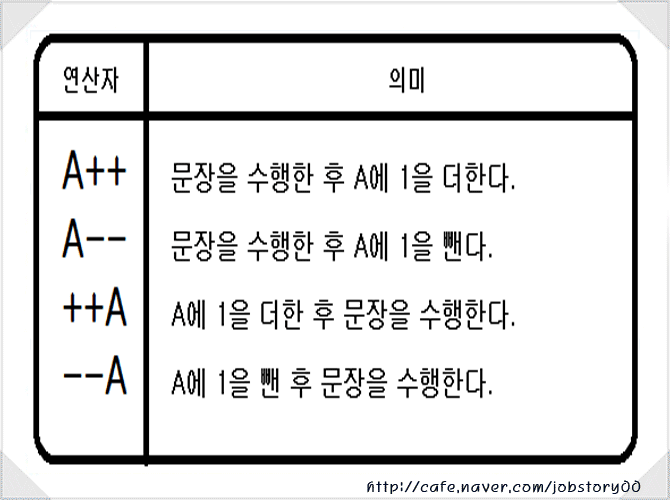 연산자 의미
A++ 문장을 수행한 후 A에 1을 더한다.
A-- 문장을 수행한 후 A에 1을 뺀다.
++A A에 1을 더한 후 문장을 수행한다.
--A A에 1을 뺀 후 문장을 수행한다.
http://cafe.naver.com/jobstory00